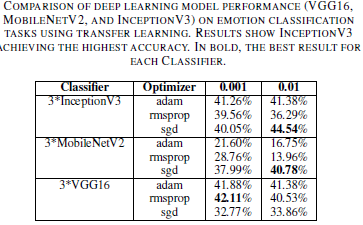 COMPARISON OF DEEP LEARNING MODEL PERFORMANCE (VGG16,
MOBILENETV2, AND INCEPTIONV3) ON EMOTION CLASSIFICATION
TASKS USING TRANSFER LEARNING. RESULTS SHOW INCEPTIONV3
ACHIEVING THE HIGHEST ACCURACY. IN BOLD, THE BEST RESULT FOR
EACH CLASSIFIER.
Classifier Optimizer 0.001 0.01
3*InceptionV3 adam 41.26% 41.38%
rmsprop 39.56% 36.29%
sgd 40.05% 44.54%
3*MobileNetV2 adam 21.60% 16.75%
rmsprop 28.76% 13.96%
sgd 37.99% 40.78%
3*VGG16 adam 41.88% 41.38%
rmsprop 42.11% 40.53%
sgd 32.77% 33.86%